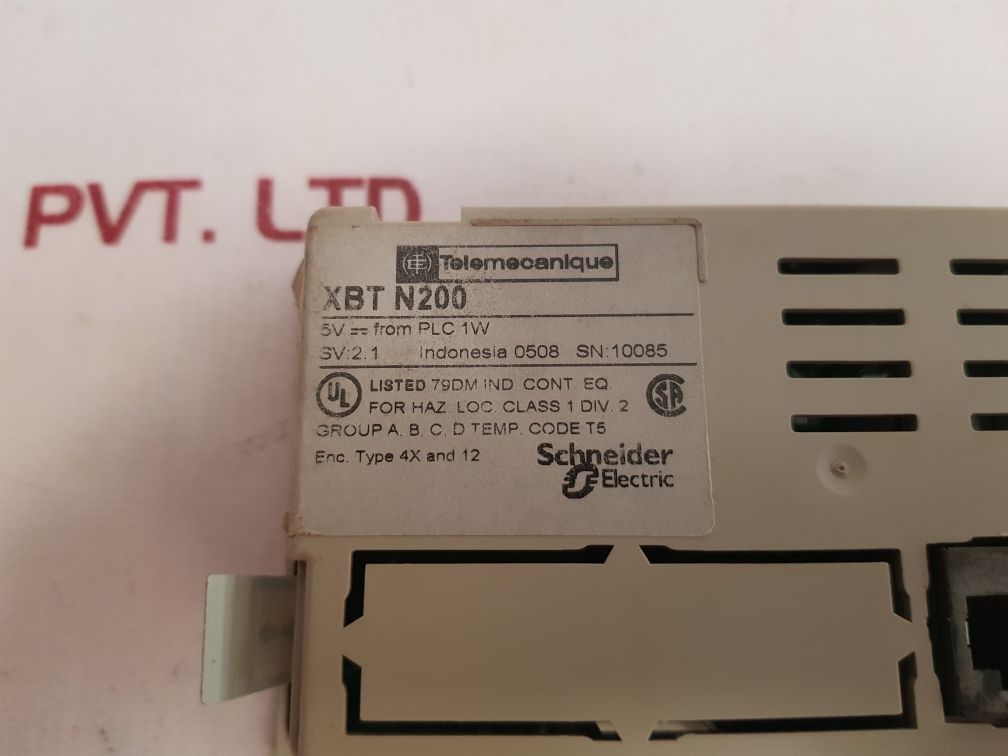 PVT. LTD
Telemecanique
XBT N200
5V ⎓ from PLC 1W
SV:2.1 Indonesia 0508 SN:10085
UL LISTED 79DM IND. CONT. EQ. SA
FOR HAZ. LOC. CLASS 1 DIV. 2
GROUP A, B, C, D TEMP. CODE T5
Enc. Type 4X and 12
Schneider
Electric